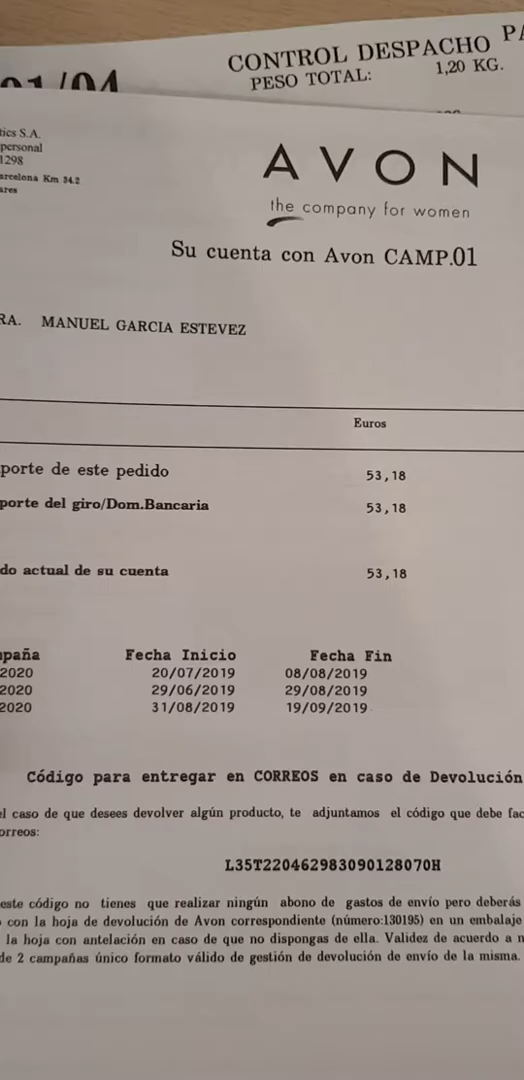 CONTROL DESPACHO PA
PESO TOTAL: 1,20 KG.
01/04
tics S.A.
personal
1298
arcelona Km 34.2
ares
AVON
the company for women
Su cuenta con Avon CAMP.01
RA. MANUEL GARCIA ESTEVEZ
Euros
porte de este pedido 53,18
porte del giro/Dom.Bancaria 53,18
do actual de su cuenta 53,18
paña Fecha Inicio Fecha Fin
2020 20/07/2019 08/08/2019
2020 29/06/2019 29/08/2019
2020 31/08/2019 19/09/2019
Código para entregar en CORREOS en caso de Devolución
el caso de que desees devolver algún producto, te adjuntamos el código que debe fac
orreos:
L35T220462983090128070H
este código no tienes que realizar ningún abono de gastos de envío pero deberás
o con la hoja de devolución de Avon correspondiente (número:130195) en un embalaje
la hoja con antelación en caso de que no dispongas de ella. Validez de acuerdo a n
de 2 campañas único formato válido de gestión de devolución de envío de la misma.